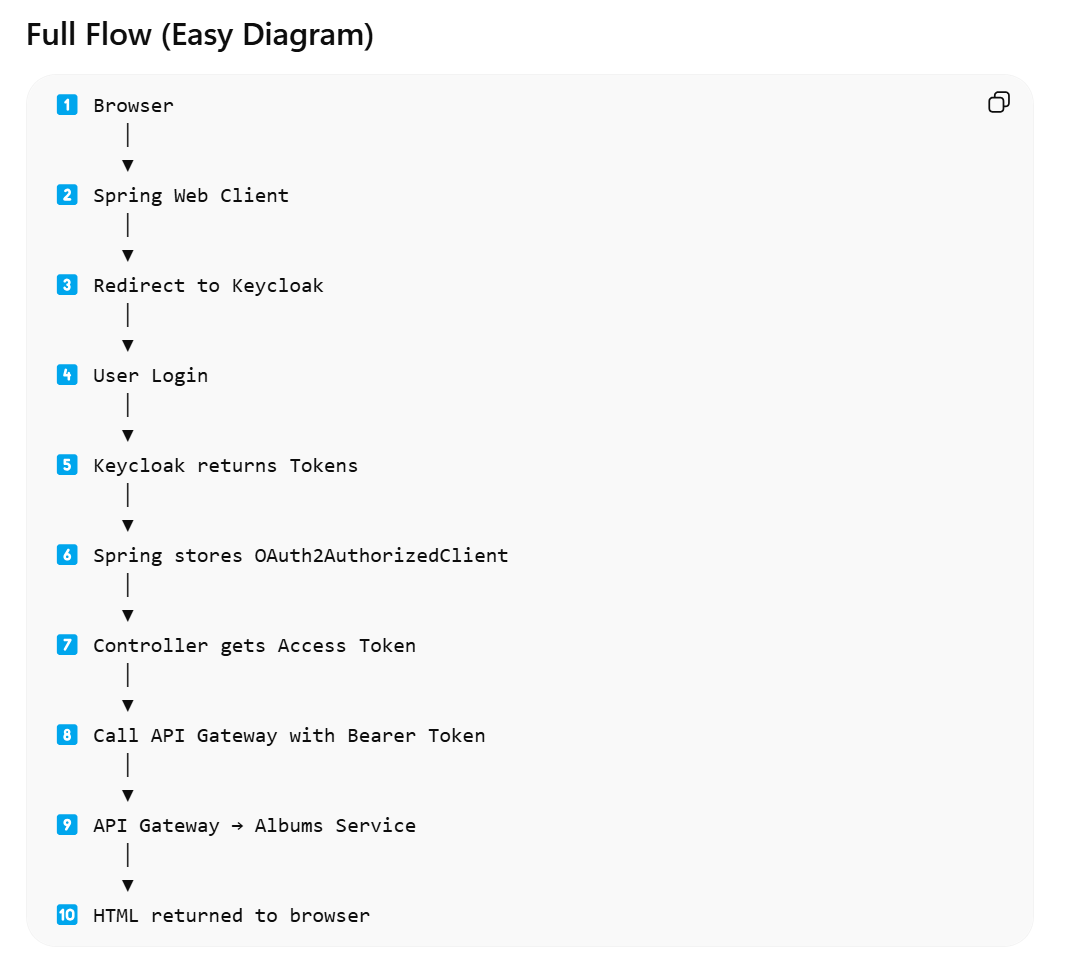 Full Flow (Easy Diagram)
1️⃣ Browser
│
▼
2️⃣ Spring Web Client
│
▼
3️⃣ Redirect to Keycloak
│
▼
4️⃣ User Login
│
▼
5️⃣ Keycloak returns Tokens
│
▼
6️⃣ Spring stores OAuth2AuthorizedClient
│
▼
7️⃣ Controller gets Access Token
│
▼
8️⃣ Call API Gateway with Bearer Token
│
▼
9️⃣ API Gateway → Albums Service
│
▼
🔟 HTML returned to browser